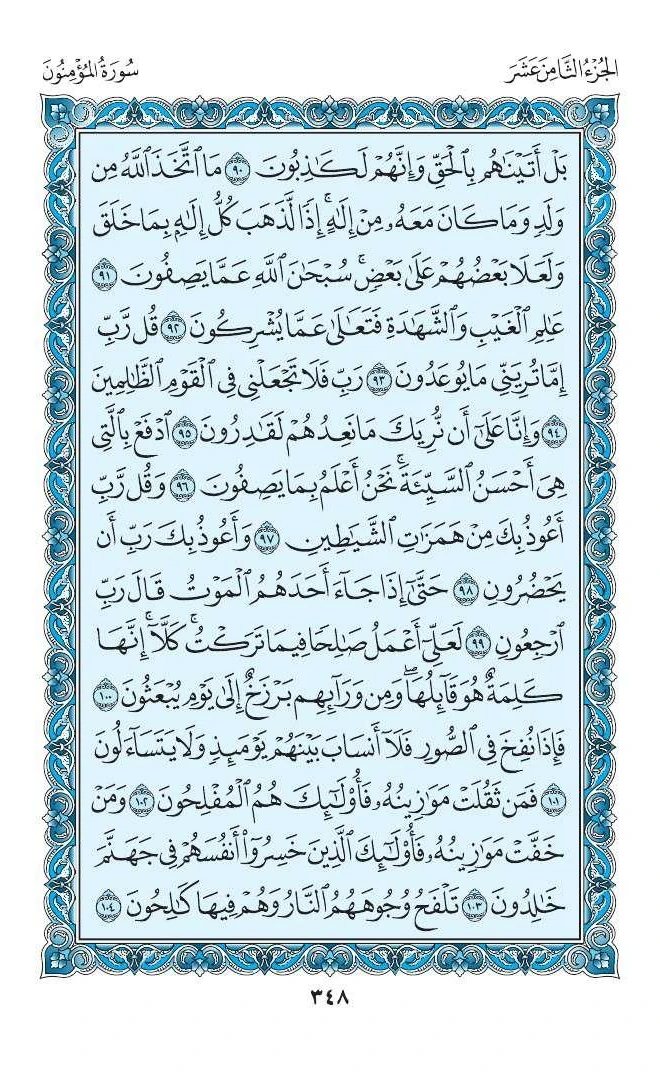 الجُزْءُ الثَّامِنَ عَشَرَ
سُورَةُ المُؤْمِنُونَ
بَلْ أَتَيْنَٰهُم بِٱلْحَقِّ وَإِنَّهُمْ لَكَٰذِبُونَ ٩٠ مَا ٱتَّخَذَ ٱللَّهُ مِن
وَلَدٍ وَمَا كَانَ مَعَهُۥ مِنْ إِلَٰهٍ ۚ إِذًا لَّذَهَبَ كُلُّ إِلَٰهٍۭ بِمَا خَلَقَ
وَلَعَلَا بَعْضُهُمْ عَلَىٰ بَعْضٍ ۚ سُبْحَٰنَ ٱللَّهِ عَمَّا يَصِفُونَ ٩١
عَٰلِمِ ٱلْغَيْبِ وَٱلشَّهَٰدَةِ فَتَعَٰلَىٰ عَمَّا يُشْرِكُونَ ٩٢ قُل رَّبِّ
إِمَّا تُرِيَنِّي مَا يُوعَدُونَ ٩٣ رَبِّ فَلَا تَجْعَلْنِي فِي ٱلْقَوْمِ ٱلظَّٰلِمِينَ
٩٤ وَإِنَّا عَلَىٰٓ أَن نُّرِيَكَ مَا نَعِدُهُمْ لَقَٰدِرُونَ ٩٥ ٱدْفَعْ بِٱلَّتِي
هِيَ أَحْسَنُ ٱلسَّيِّئَةَ ۚ نَحْنُ أَعْلَمُ بِمَا يَصِفُونَ ٩٦ وَقُل رَّبِّ
أَعُوذُ بِكَ مِنْ هَمَزَٰتِ ٱلشَّيَٰطِينِ ٩٧ وَأَعُوذُ بِكَ رَبِّ أَن
يَحْضُرُونِ ٩٨ حَتَّىٰٓ إِذَا جَآءَ أَحَدَهُمُ ٱلْمَوْتُ قَالَ رَبِّ
ٱرْجِعُونِ ٩٩ لَعَلِّيٓ أَعْمَلُ صَٰلِحًا فِيمَا تَرَكْتُ ۚ كَلَّآ ۚ إِنَّهَا
كَلِمَةٌ هُوَ قَآئِلُهَا ۖ وَمِن وَرَآئِهِم بَرْزَخٌ إِلَىٰ يَوْمِ يُبْعَثُونَ ١٠٠
فَإِذَا نُفِخَ فِي ٱلصُّورِ فَلَآ أَنسَابَ بَيْنَهُمْ يَوْمَئِذٍ وَلَا يَتَسَآءَلُونَ
١٠١ فَمَن ثَقُلَتْ مَوَٰزِينُهُۥ فَأُو۟لَٰٓئِكَ هُمُ ٱلْمُفْلِحُونَ ١٠٢ وَمَنْ
خَفَّتْ مَوَٰزِينُهُۥ فَأُو۟لَٰٓئِكَ ٱلَّذِينَ خَسِرُوٓا۟ أَنفُسَهُمْ فِي جَهَنَّمَ
خَٰلِدُونَ ١٠٣ تَلْفَحُ وُجُوهَهُمُ ٱلنَّارُ وَهُمْ فِيهَا كَٰلِحُونَ ١٠٤
٣٤٨